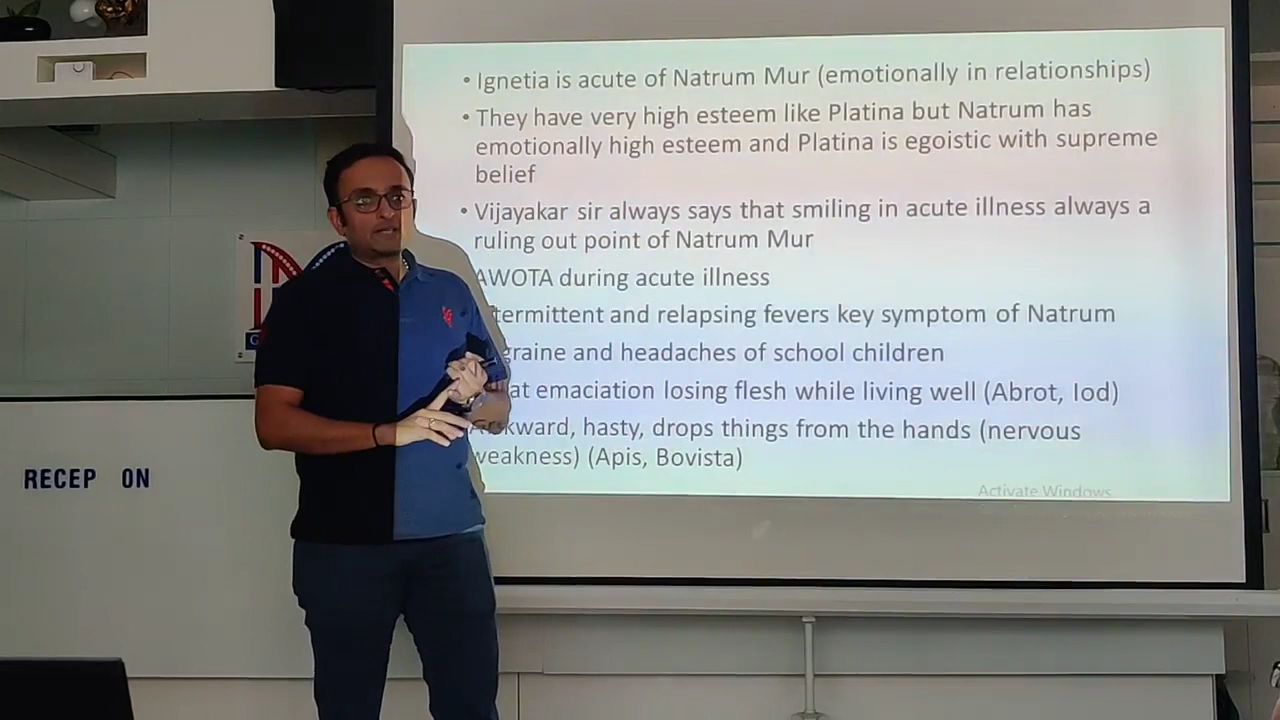 • Ignetia is acute of Natrum Mur (emotionally in relationships)
• They have very high esteem like Platina but Natrum has
emotionally high esteem and Platina is egoistic with supreme
belief
• Vijayakar sir always says that smiling in acute illness always a
ruling out point of Natrum Mur
AWOTA during acute illness
termittent and relapsing fevers key symptom of Natrum
graine and headaches of school children
at emaciation losing flesh while living well (Abrot, Iod)
kward, hasty, drops things from the hands (nervous
weakness) (Apis, Bovista)
Activate Windows
RECEP ON